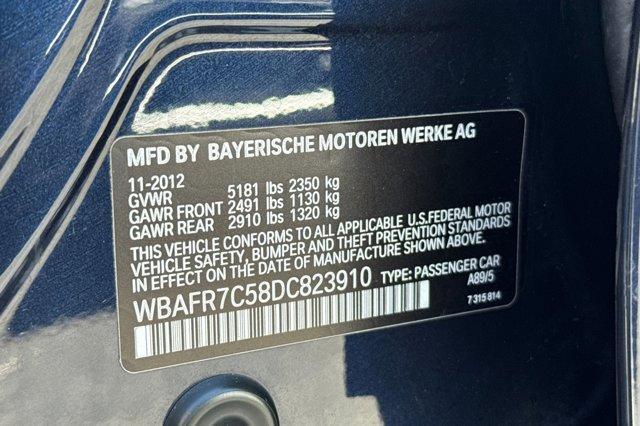 MFD BY BAYERISCHE MOTOREN WERKE AG
11-2012
GVWR 5181 lbs 2350 kg
GAWR FRONT 2491 lbs 1130 kg
GAWR REAR 2910 lbs 1320 kg
THIS VEHICLE CONFORMS TO ALL APPLICABLE U.S.FEDERAL MOTOR
VEHICLE SAFETY, BUMPER AND THEFT PREVENTION STANDARDS
IN EFFECT ON THE DATE OF MANUFACTURE SHOWN ABOVE.
WBAFR7C58DC823910 TYPE: PASSENGER CAR
A89/5
7 315 814